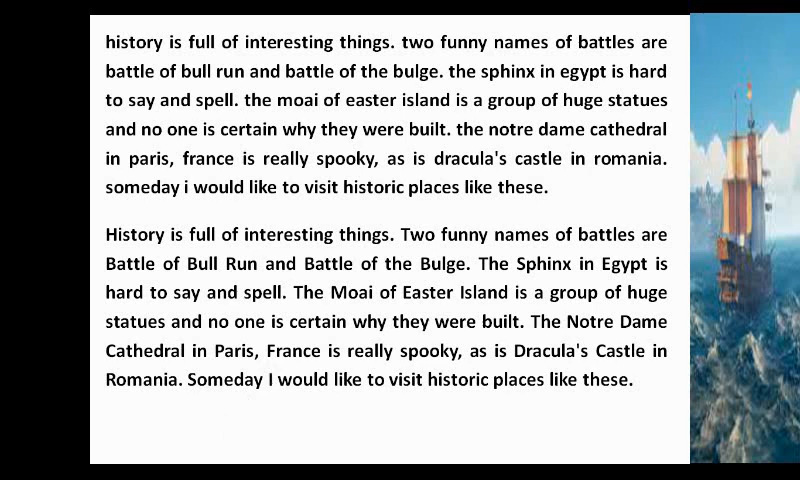 history is full of interesting things. two funny names of battles are
battle of bull run and battle of the bulge. the sphinx in egypt is hard
to say and spell. the moai of easter island is a group of huge statues
and no one is certain why they were built. the notre dame cathedral
in paris, france is really spooky, as is dracula's castle in romania.
someday i would like to visit historic places like these.
History is full of interesting things. Two funny names of battles are
Battle of Bull Run and Battle of the Bulge. The Sphinx in Egypt is
hard to say and spell. The Moai of Easter Island is a group of huge
statues and no one is certain why they were built. The Notre Dame
Cathedral in Paris, France is really spooky, as is Dracula's Castle in
Romania. Someday I would like to visit historic places like these.